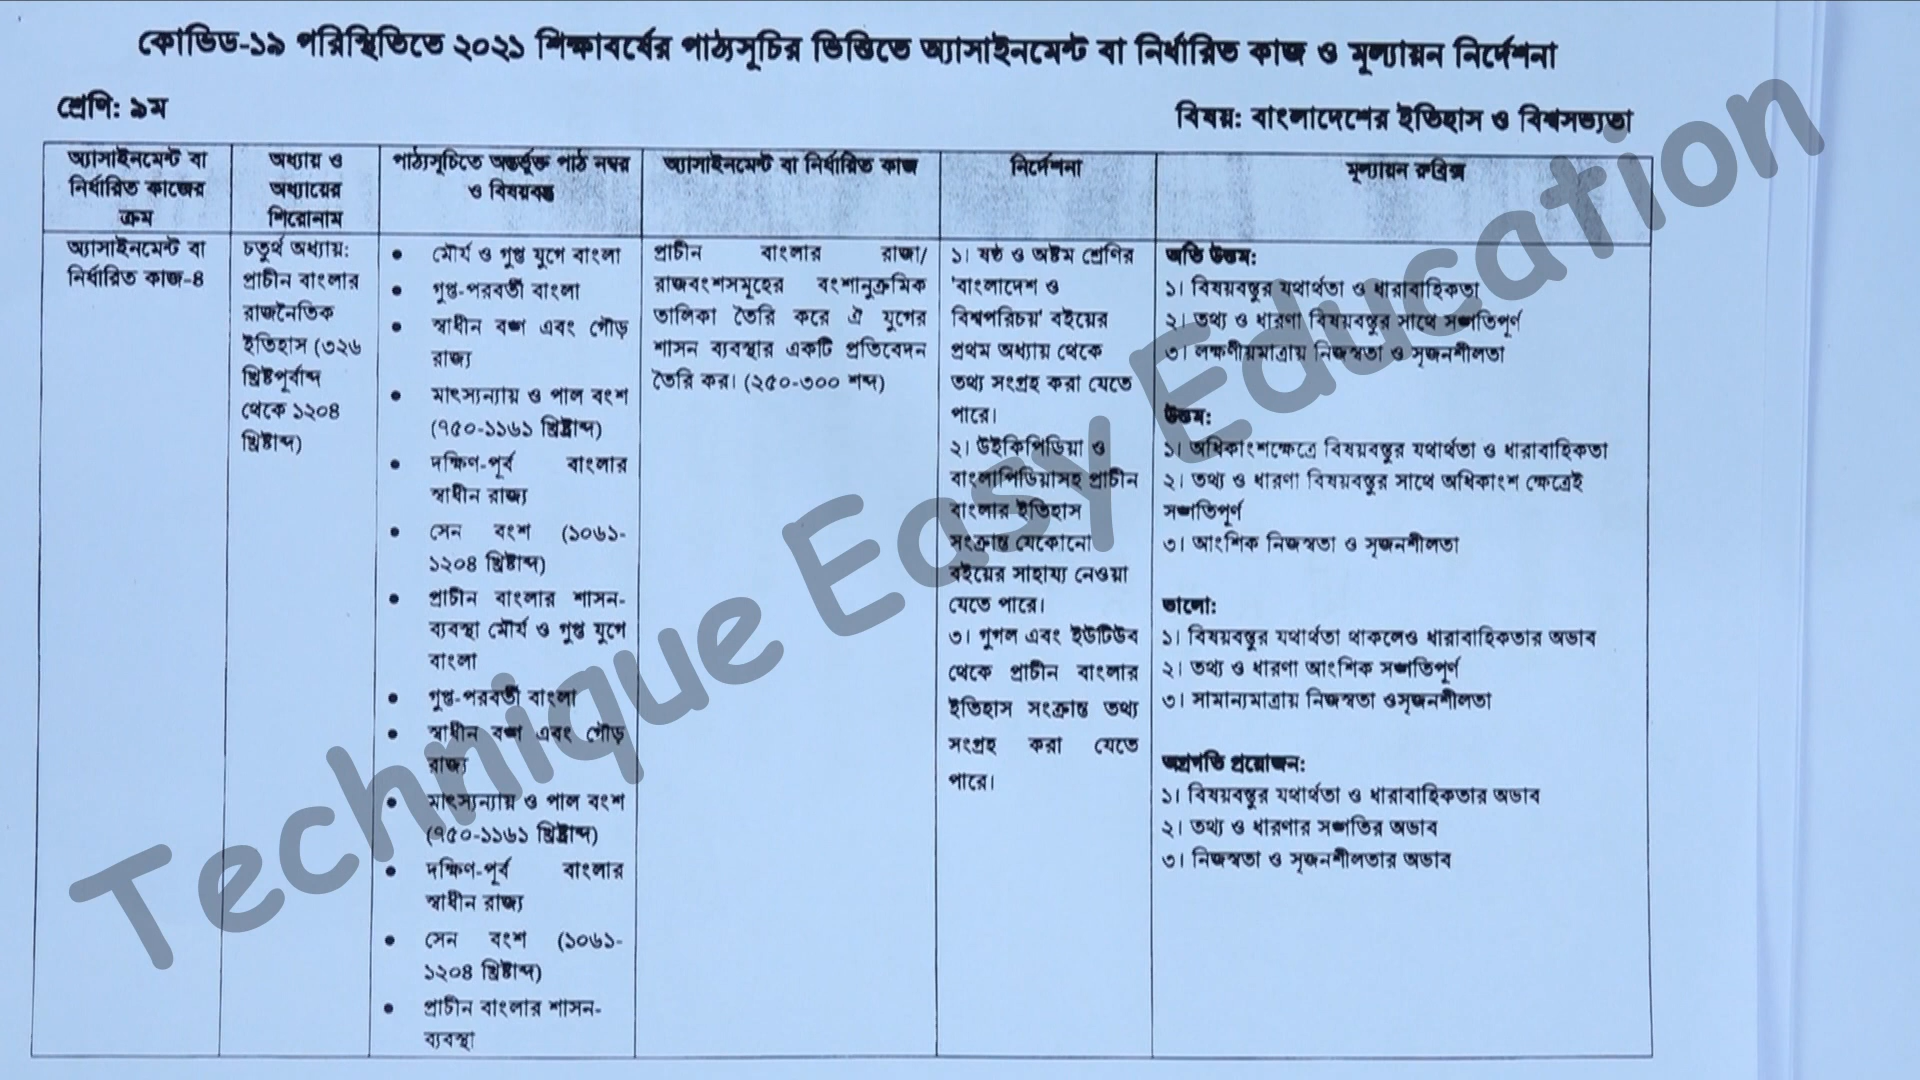 কোভিড-১৯ পরিস্থিতিতে ২০২১ শিক্ষাবর্ষের পাঠ্যসূচির ভিত্তিতে অ্যাসাইনমেন্ট বা নির্ধারিত কাজ ও মূল্যায়ন নির্দেশনা
শ্রেণি: ৯ম
বিষয়: বাংলাদেশের ইতিহাস ও বিশ্বসভ্যতা
অ্যাসাইনমেন্ট বা
নির্ধারিত কাজের
ক্রম
অধ্যায় ও
অধ্যায়ের
শিরোনাম
পাঠ্যসূচিতে অন্তর্ভুক্ত পাঠ নম্বর
ও বিষয়বস্তু
অ্যাসাইনমেন্ট বা নির্ধারিত কাজ
নির্দেশনা
মূল্যায়ন রুব্রিক্স
অ্যাসাইনমেন্ট বা
নির্ধারিত কাজ-৪
চতুর্থ অধ্যায়:
প্রাচীন বাংলার
রাজনৈতিক
ইতিহাস (৩২৬
খ্রিষ্টপূর্বাব্দ
থেকে ১২০৪
খ্রিষ্টাব্দ)
• মৌর্য ও গুপ্ত যুগে বাংলা
• গুপ্ত-পরবর্তী বাংলা
• স্বাধীন বঙ্গ এবং গৌড়
রাজ্য
• মাৎস্যন্যায় ও পাল বংশ
(৭৫০-১১৬১ খ্রিষ্টাব্দ)
• দক্ষিণ-পূর্ব বাংলার
স্বাধীন রাজ্য
• সেন বংশ (১০৬১-
১২০৪ খ্রিষ্টাব্দ)
• প্রাচীন বাংলার শাসন-
ব্যবস্থা মৌর্য ও গুপ্ত যুগে
বাংলা
• গুপ্ত-পরবর্তী বাংলা
• স্বাধীন বঙ্গ এবং গৌড়
রাজ্য
• মাৎস্যন্যায় ও পাল বংশ
(৭৫০-১১৬১ খ্রিষ্টাব্দ)
• দক্ষিণ-পূর্ব বাংলার
স্বাধীন রাজ্য
• সেন বংশ (১০৬১-
১২০৪ খ্রিষ্টাব্দ)
• প্রাচীন বাংলার শাসন-
ব্যবস্থা
প্রাচীন বাংলার রাজা/
রাজবংশসমূহের বংশানুক্রমিক
তালিকা তৈরি করে ঐ যুগের
শাসন ব্যবস্থার একটি প্রতিবেদন
তৈরি কর। (২৫০-৩০০ শব্দ)
১। ষষ্ঠ ও অষ্টম শ্রেণির
'বাংলাদেশ ও
বিশ্বপরিচয়' বইয়ের
প্রথম অধ্যায় থেকে
তথ্য সংগ্রহ করা যেতে
পারে।
২। উইকিপিডিয়া ও
বাংলাপিডিয়াসহ প্রাচীন
বাংলার ইতিহাস
সংক্রান্ত যেকোনো
বইয়ের সাহায্য নেওয়া
যেতে পারে।
৩। গুগল এবং ইউটিউব
থেকে প্রাচীন বাংলার
ইতিহাস সংক্রান্ত তথ্য
সংগ্রহ করা যেতে
পারে।
অতি উত্তম:
১। বিষয়বস্তুর যথার্থতা ও ধারাবাহিকতা
২। তথ্য ও ধারণা বিষয়বস্তুর সাথে সঙ্গতিপূর্ণ
৩। লক্ষণীয়মাত্রায় নিজস্বতা ও সৃজনশীলতা
উত্তম:
১। অধিকাংশক্ষেত্রে বিষয়বস্তুর যথার্থতা ও ধারাবাহিকতা
২। তথ্য ও ধারণা বিষয়বস্তুর সাথে অধিকাংশ ক্ষেত্রেই
সঙ্গতিপূর্ণ
৩। আংশিক নিজস্বতা ও সৃজনশীলতা
ভালো:
১। বিষয়বস্তুর যথার্থতা থাকলেও ধারাবাহিকতার অভাব
২। তথ্য ও ধারণা আংশিক সঙ্গতিপূর্ণ
৩। সামান্যমাত্রায় নিজস্বতা ওসৃজনশীলতা
অগ্রগতি প্রয়োজন:
১। বিষয়বস্তুর যথার্থতা ও ধারাবাহিকতার অভাব
২। তথ্য ও ধারণার সঙ্গতির অভাব
৩। নিজস্বতা ও সৃজনশীলতার অভাব
Technique Easy Education